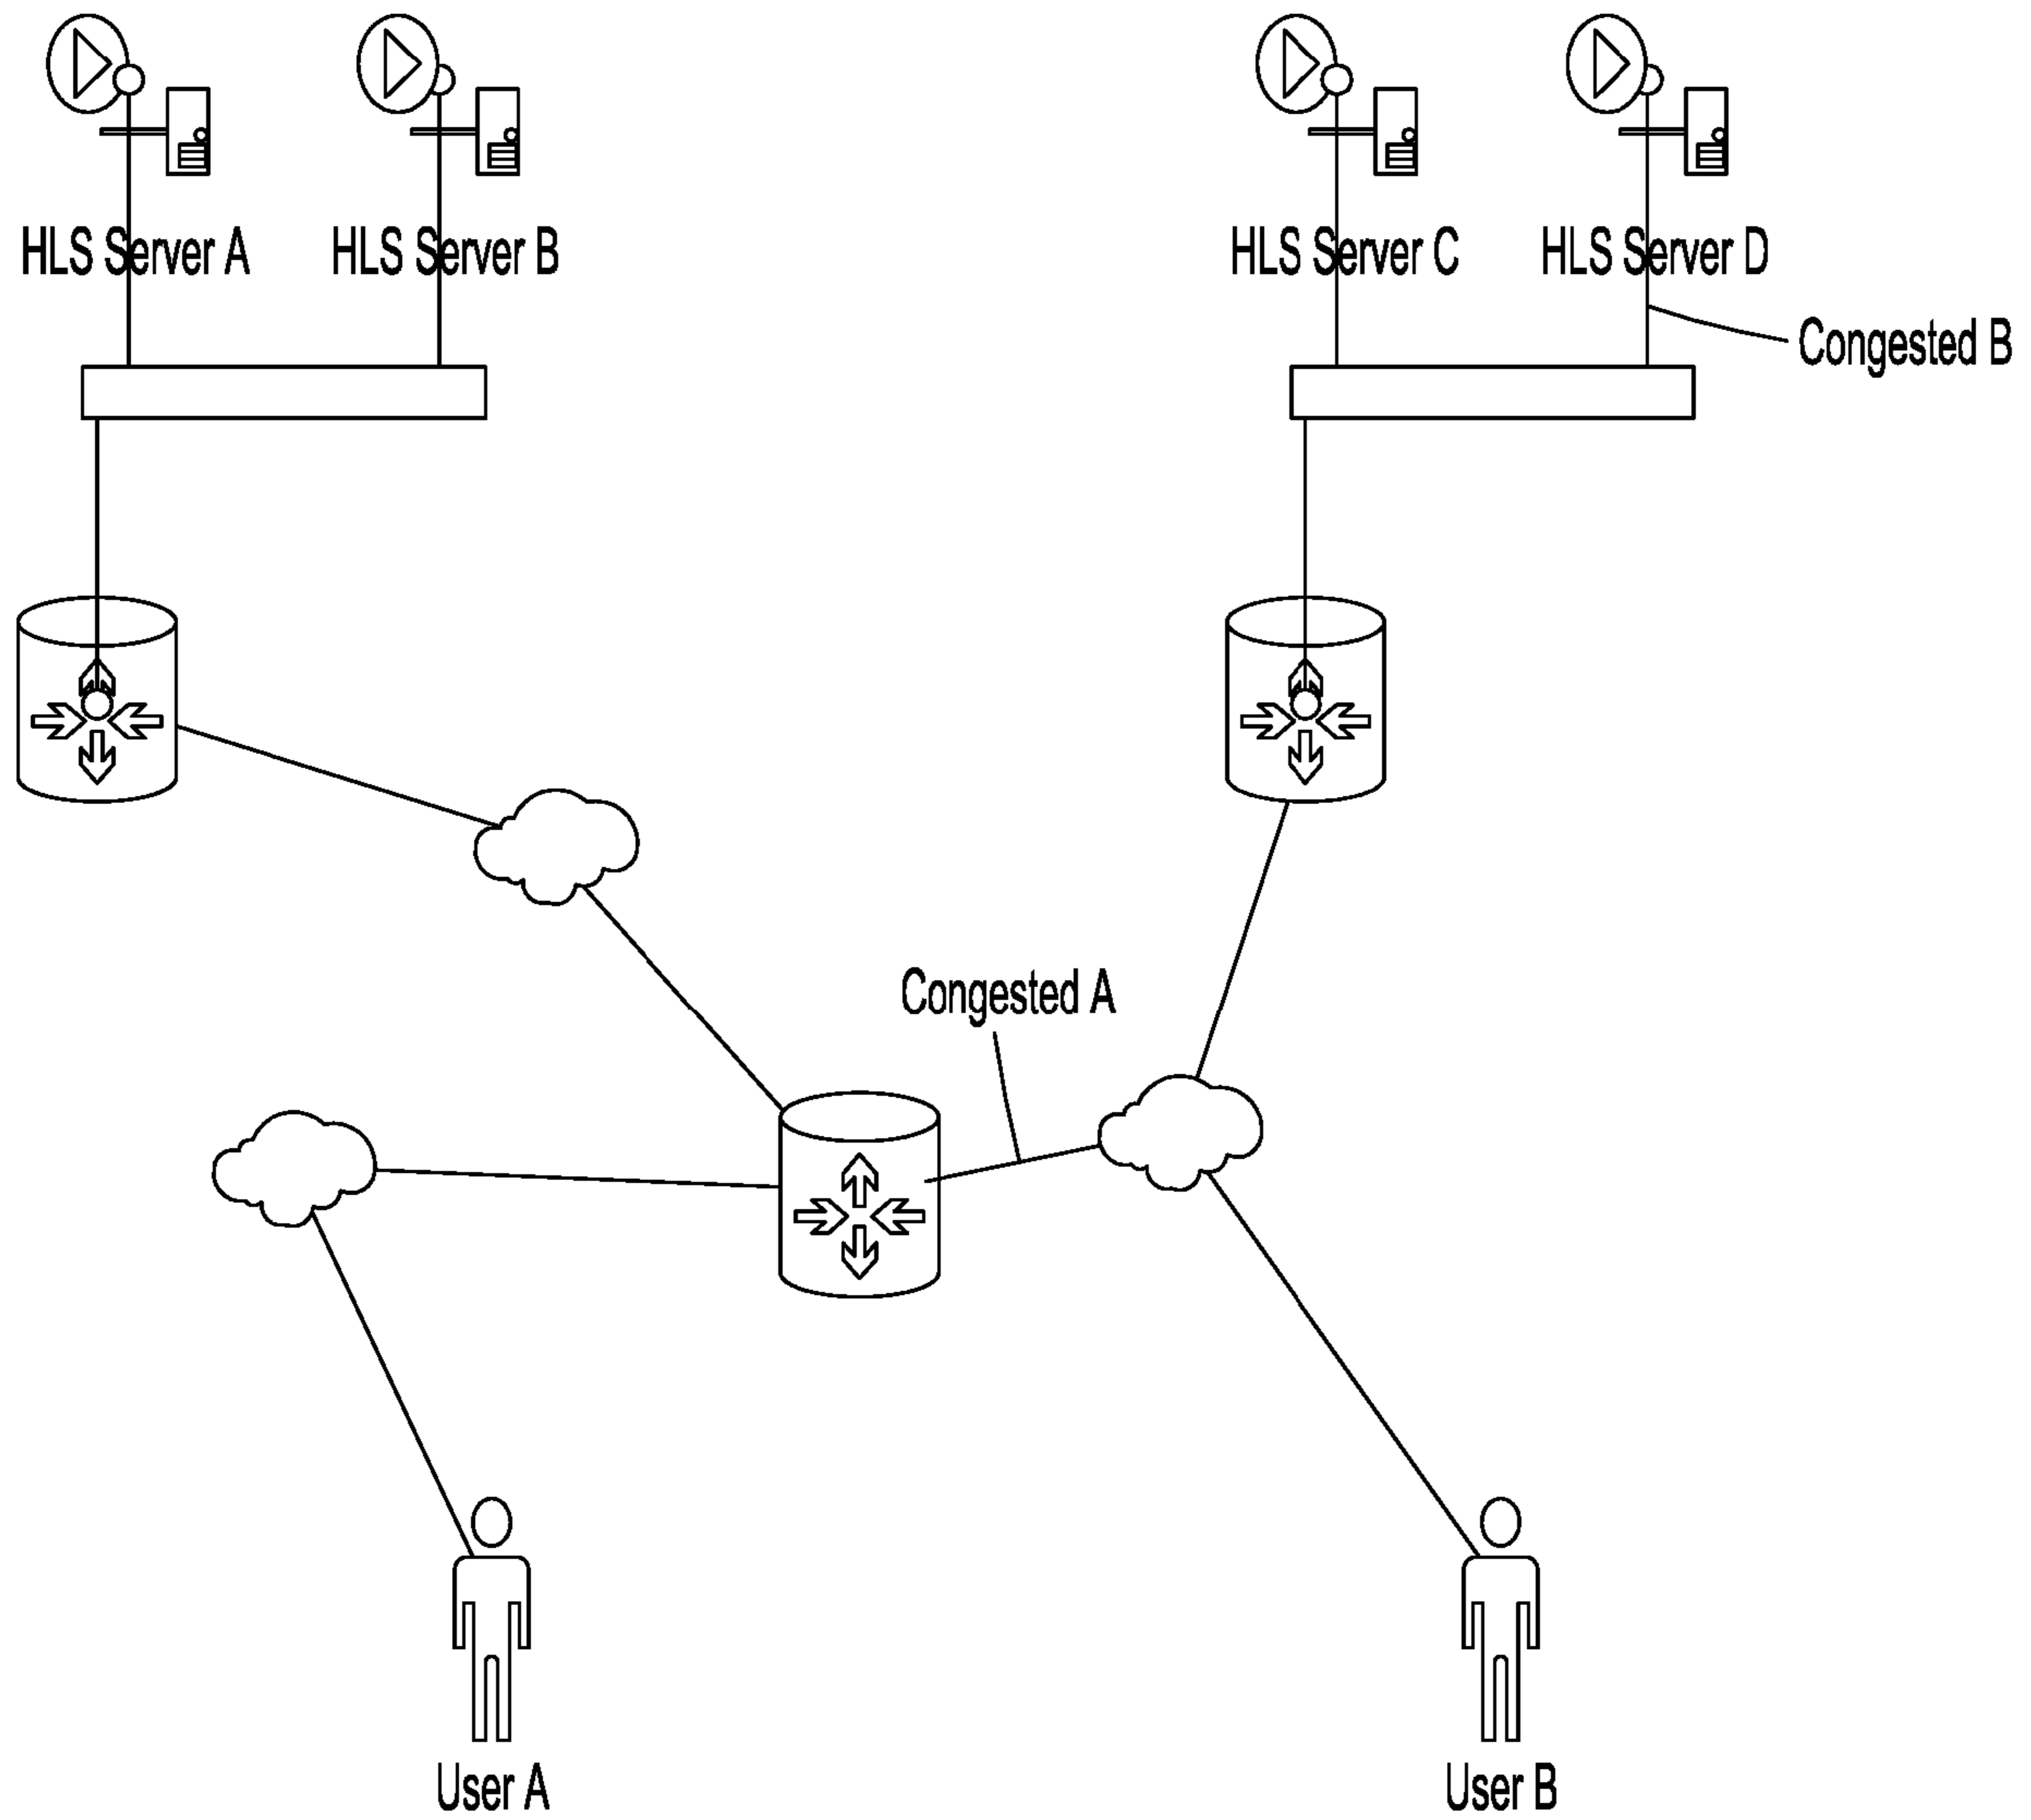 HLS Server A
HLS Server B
HLS Server C
HLS Server D
Congested B
Congested A
User A
User B